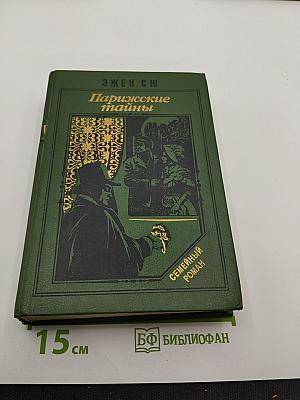 ЭЖЕН СЮ
Парижские
тайны
СЕМЕЙНЫЙ
РОМАН
15 см
БФ БИБЛИОФАН